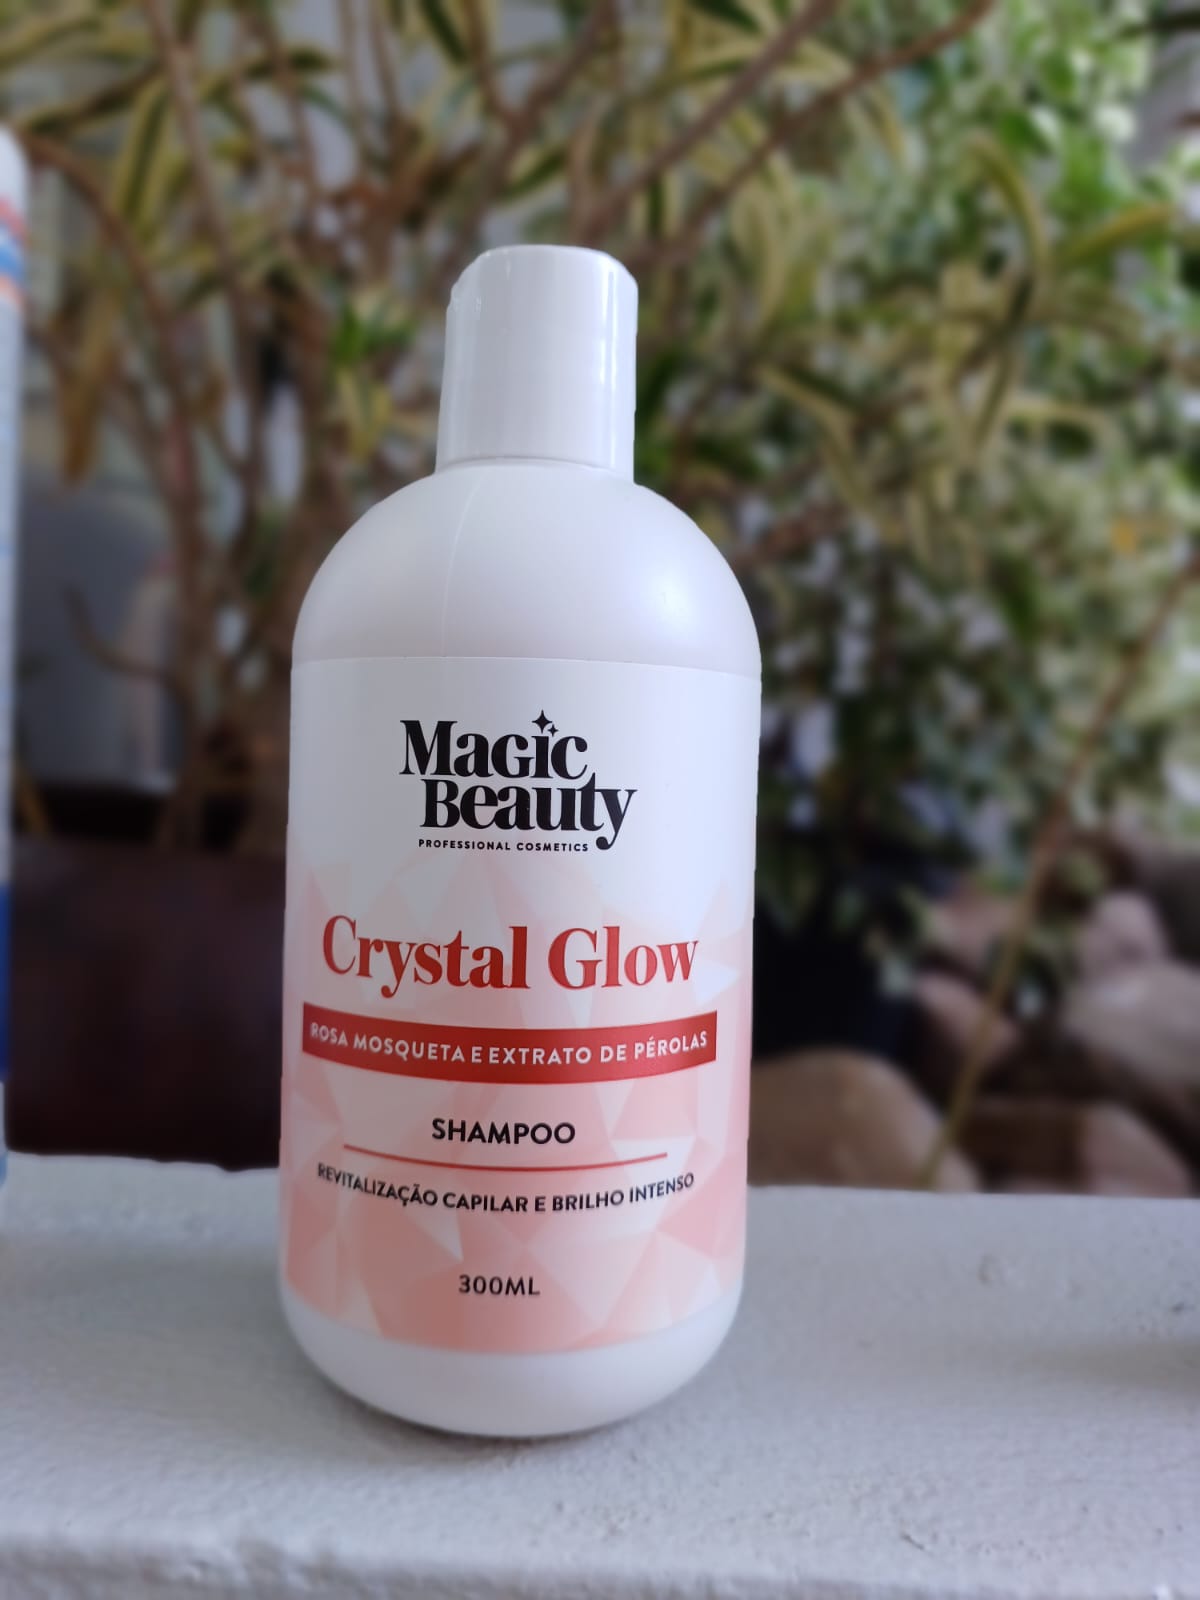 Magic
Beauty
PROFESSIONAL COSMETICS
Crystal Glow
ROSA MOSQUETA E EXTRATO DE PÉROLAS
SHAMPOO
REVITALIZAÇÃO CAPILAR E BRILHO INTENSO
300ML